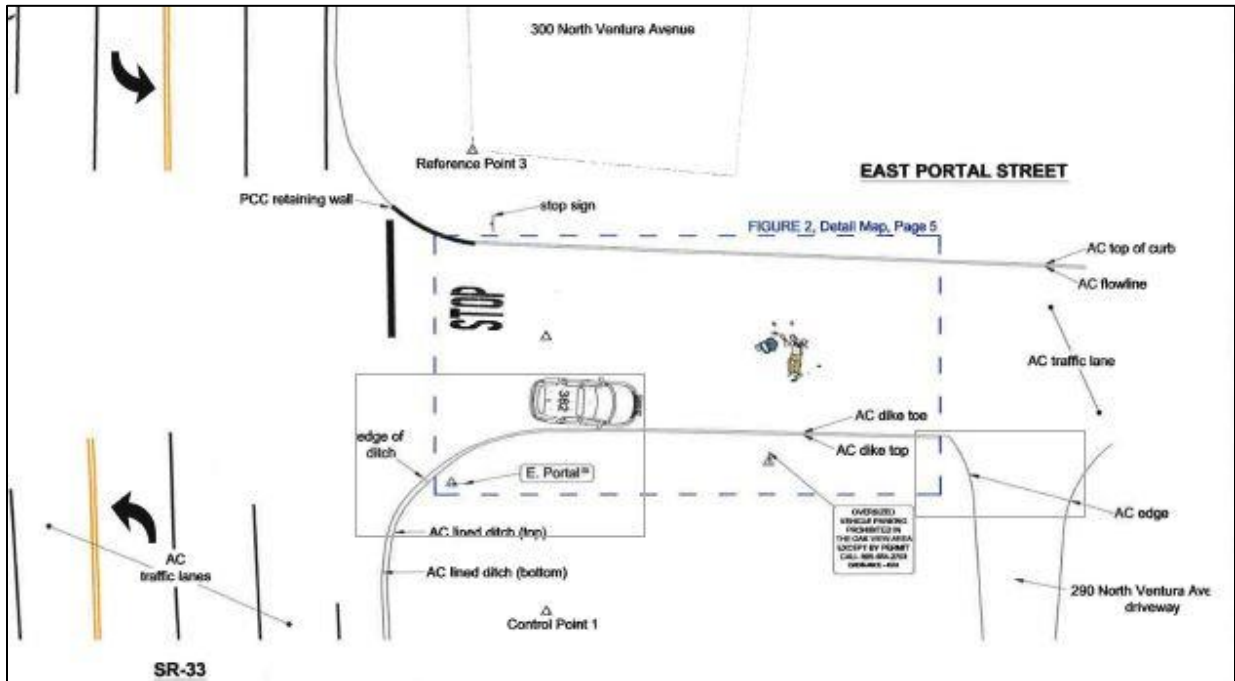 300 North Ventura Avenue
Reference Point 3
EAST PORTAL STREET
PCC retaining wall
stop sign
FIGURE 2, Detail Map, Page 5
AC top of curb
AC flowline
STOP
AC traffic lane
382
AC dike toe
edge of
ditch
AC dike top
E. Portal St
OVERSIZED
VEHICLE PARKING
PROHIBITED IN
THE OAK VIEW AREA
EXCEPT BY PERMIT
AC edge
AC lined ditch (top)
AC
traffic lanes
AC lined ditch (bottom)
290 North Ventura Ave
driveway
Control Point 1
SR-33